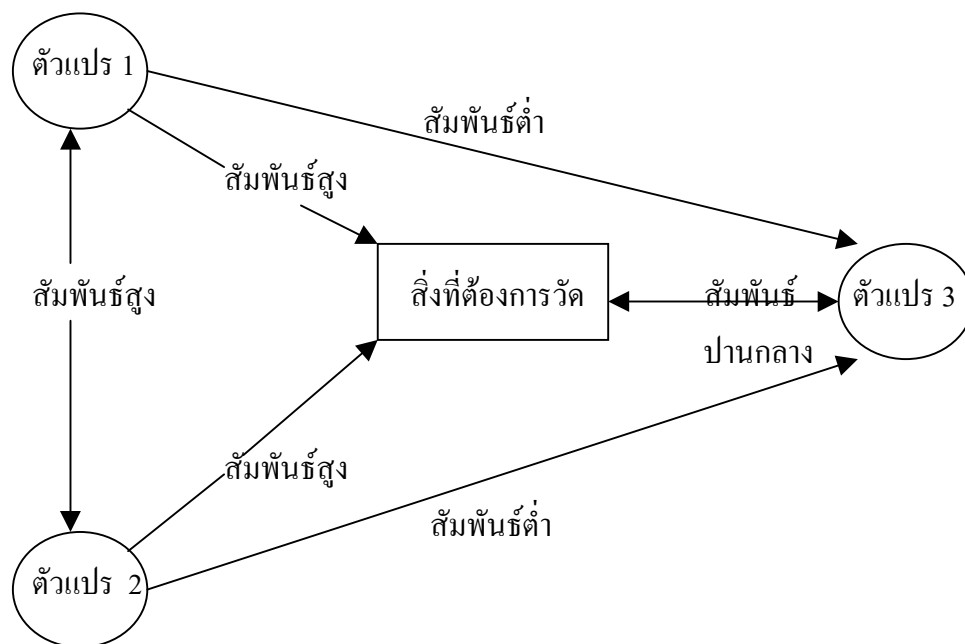 ตัวแปร 1
สัมพันธ์ต่ำ
สัมพันธ์สูง
สัมพันธ์สูง
สิ่งที่ต้องการวัด
สัมพันธ์
ปานกลาง
ตัวแปร 3
สัมพันธ์สูง
สัมพันธ์ต่ำ
ตัวแปร 2